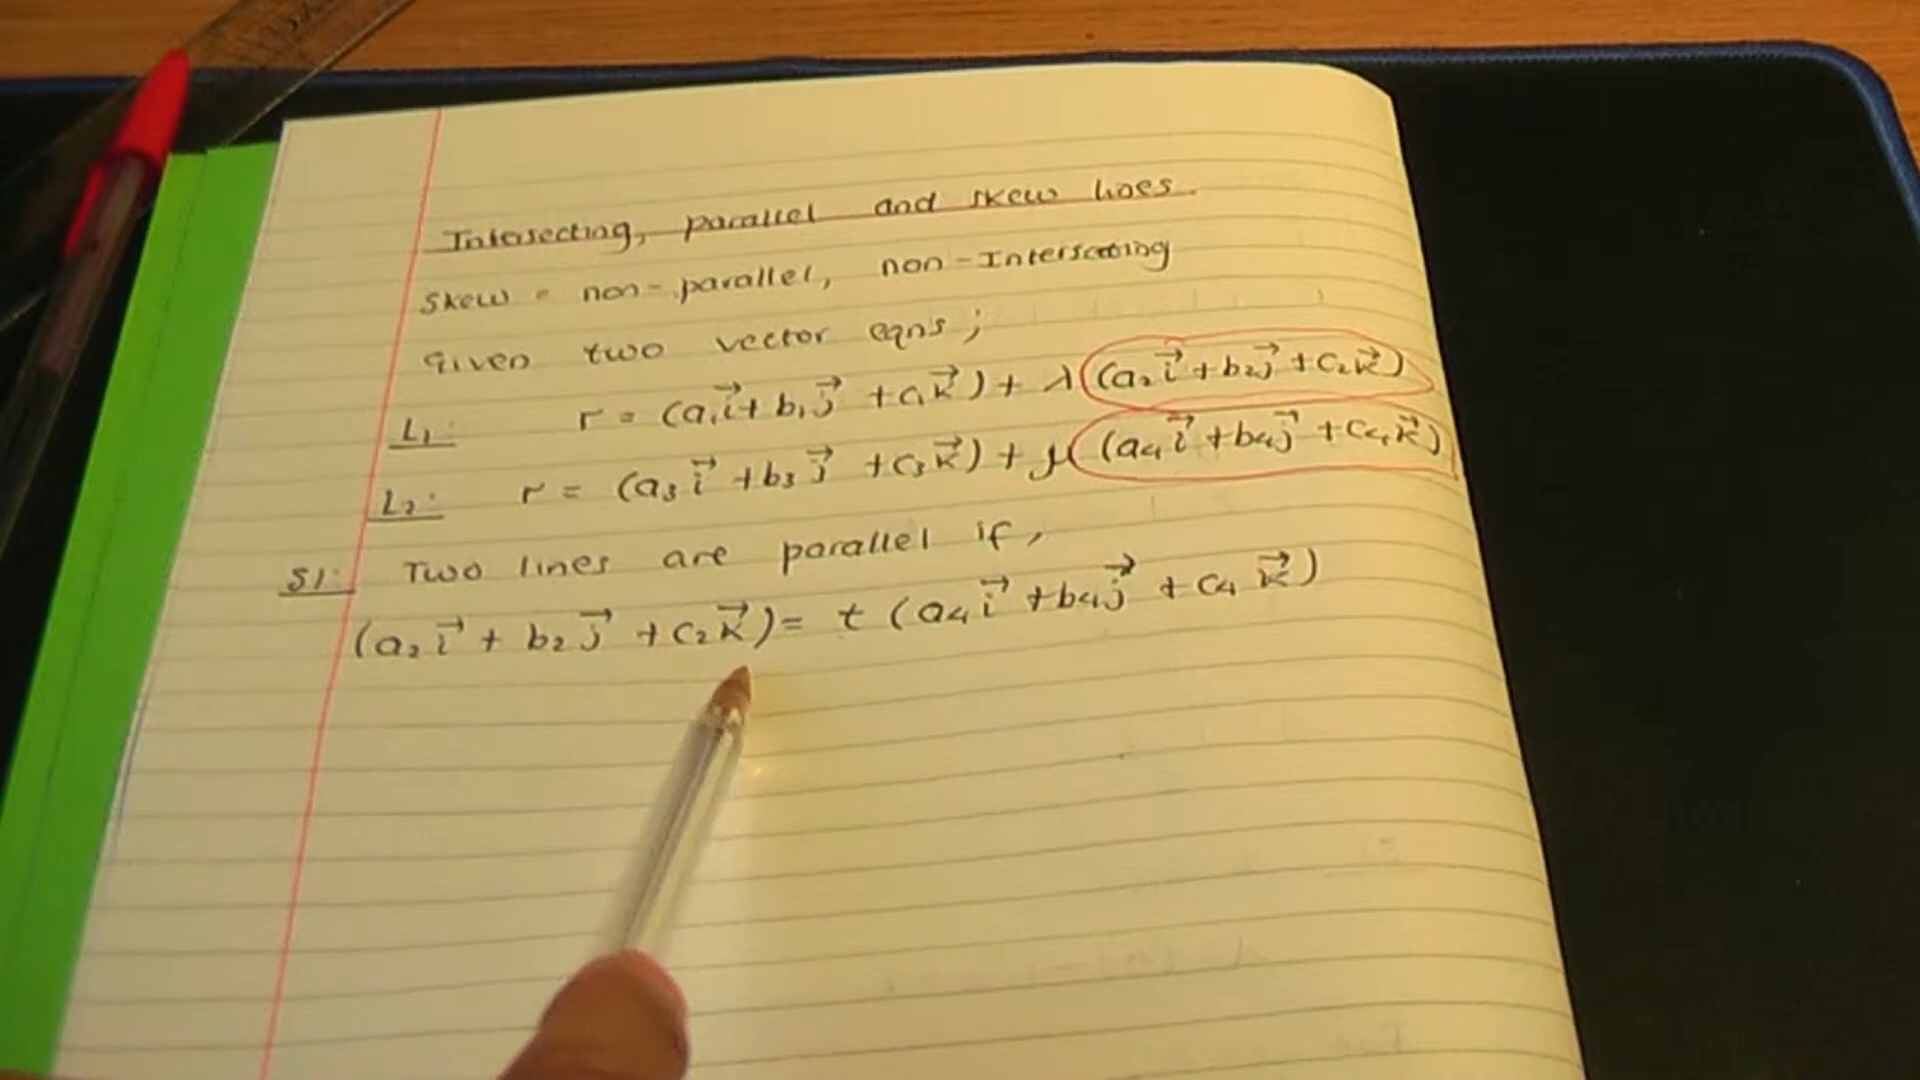 Intersecting, parallel and skew lines.
Skew = non-parallel, non-Intersecting
Given two vector eqns;
L₁: r = (a₁i⃗ + b₁j⃗ + c₁k⃗) + λ(a₂i⃗ + b₂j⃗ + c₂k⃗)
L₂: r = (a₃i⃗ + b₃j⃗ + c₃k⃗) + μ(a₄i⃗ + b₄j⃗ + c₄k⃗)
S1: Two lines are parallel if,
(a₂i⃗ + b₂j⃗ + c₂k⃗) = t (a₄i⃗ + b₄j⃗ + c₄k⃗)